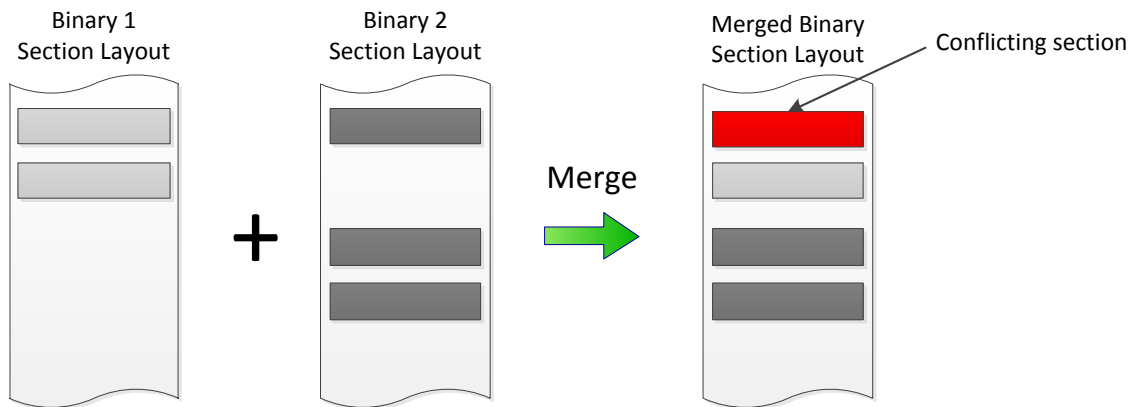 Binary 1
Section Layout
Binary 2
Section Layout
Merged Binary
Section Layout
Conflicting section
Merge
+